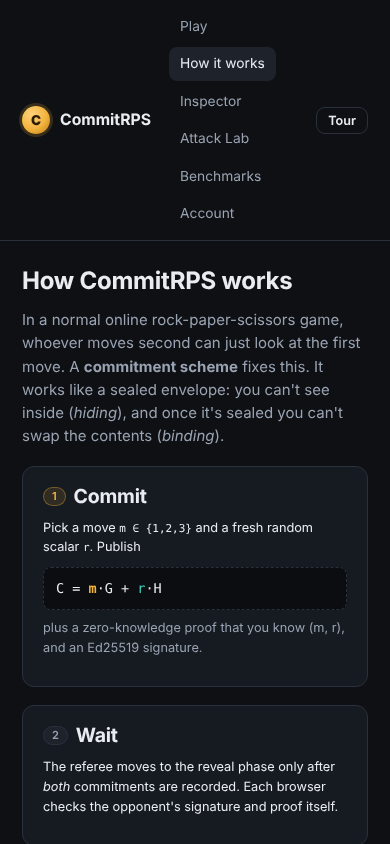 Play
How it works
Inspector
C CommitRPS
Tour
Attack Lab
Benchmarks
Account
How CommitRPS works
In a normal online rock-paper-scissors game,
whoever moves second can just look at the first
move. A commitment scheme fixes this. It
works like a sealed envelope: you can't see
inside (hiding), and once it's sealed you can't
swap the contents (binding).
1 Commit
Pick a move m ∈ {1,2,3} and a fresh random
scalar r. Publish
C = m·G + r·H
plus a zero-knowledge proof that you know (m, r),
and an Ed25519 signature.
2 Wait
The referee moves to the reveal phase only after
both commitments are recorded. Each browser
checks the opponent's signature and proof itself.